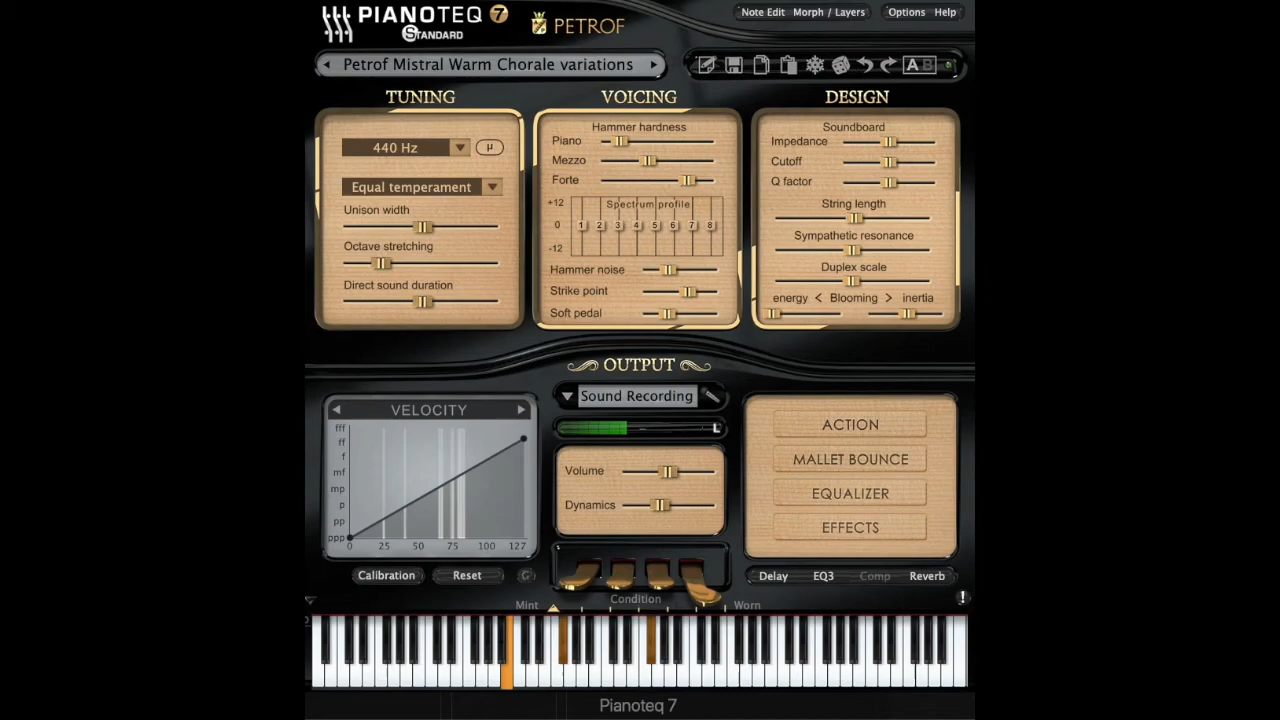 PIANOTEQ 7
STANDARD
PETROF
Note Edit Morph / Layers Options Help
Petrof Mistral Warm Chorale variations
A B
TUNING
440 Hz
μ
Equal temperament
Unison width
Octave stretching
Direct sound duration
VOICING
Hammer hardness
Piano
Mezzo
Forte
Spectrum profile
+12
0
-12
1 2 3 4 5 6 7 8
Hammer noise
Strike point
Soft pedal
DESIGN
Soundboard
Impedance
Cutoff
Q factor
String length
Sympathetic resonance
Duplex scale
energy < Blooming > inertia
OUTPUT
VELOCITY
fff
ff
f
mf
mp
p
pp
ppp
0 25 50 75 100 127
Calibration Reset
Sound Recording
L
Volume
Dynamics
ACTION
MALLET BOUNCE
EQUALIZER
EFFECTS
Delay EQ3 Comp Reverb
Mint Condition Worn
!
Pianoteq 7